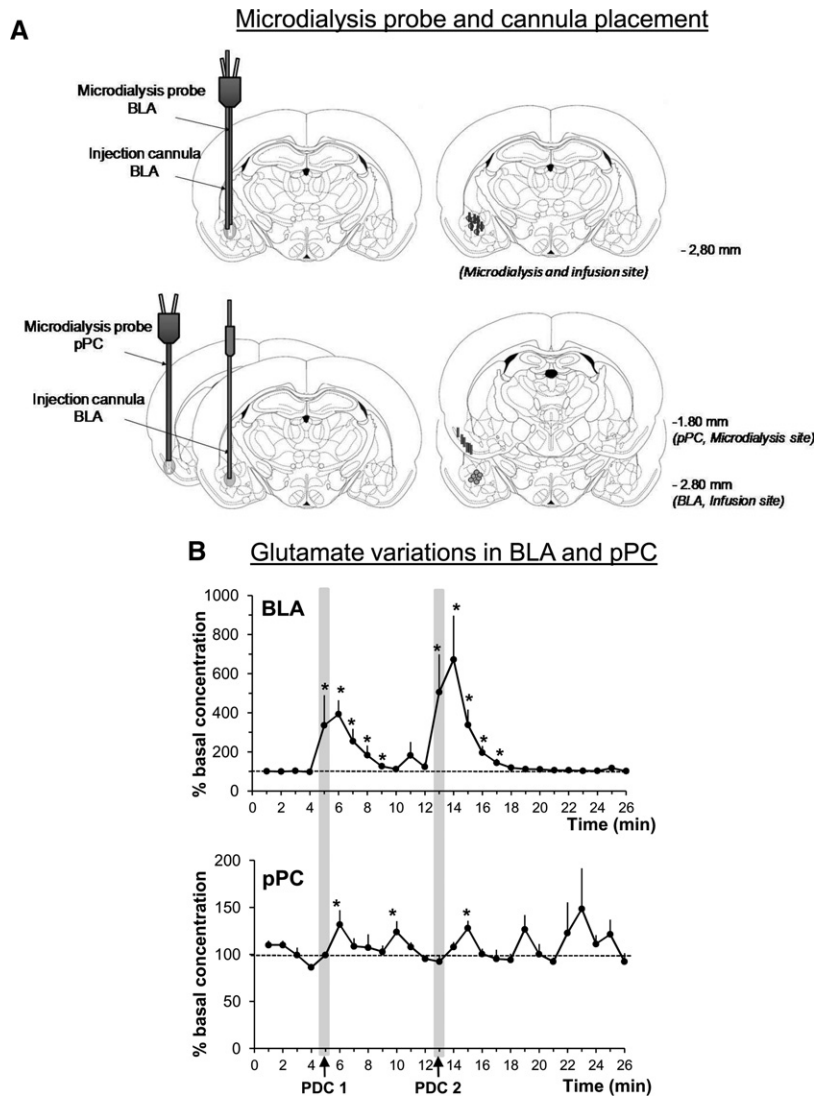 Microdialysis probe and cannula placement
A
Microdialysis probe
BLA
Injection cannula
BLA
(Microdialysis and infusion site)
- 2,80 mm
Microdialysis probe
pPC
Injection cannula
BLA
-1.80 mm
(pPC, Microdialysis site)
- 2.80 mm
(BLA, Infusion site)
B Glutamate variations in BLA and pPC
BLA
% basal concentration
1000
800
600
400
200
0
* * * * * * * * * *
0 2 4 6 8 10 12 14 16 18 20 22 24 26
Time (min)
pPC
% basal concentration
200
150
100
50
0
* * *
0 2 4 6 8 10 12 14 16 18 20 22 24 26
PDC 1 PDC 2 Time (min)